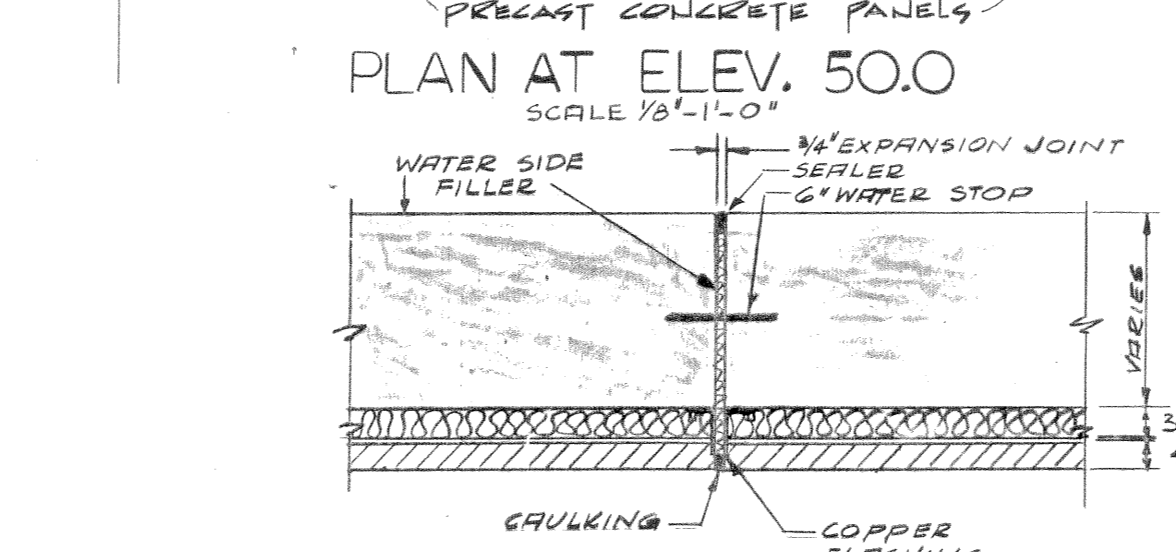 PRECAST CONCRETE PANELS
PLAN AT ELEV. 50.0
SCALE 1/8"-1'-0"
3/4" EXPANSION JOINT
WATER SIDE
SEALER
FILLER
6" WATER STOP
VARIES
3
CAULKING
COPPER